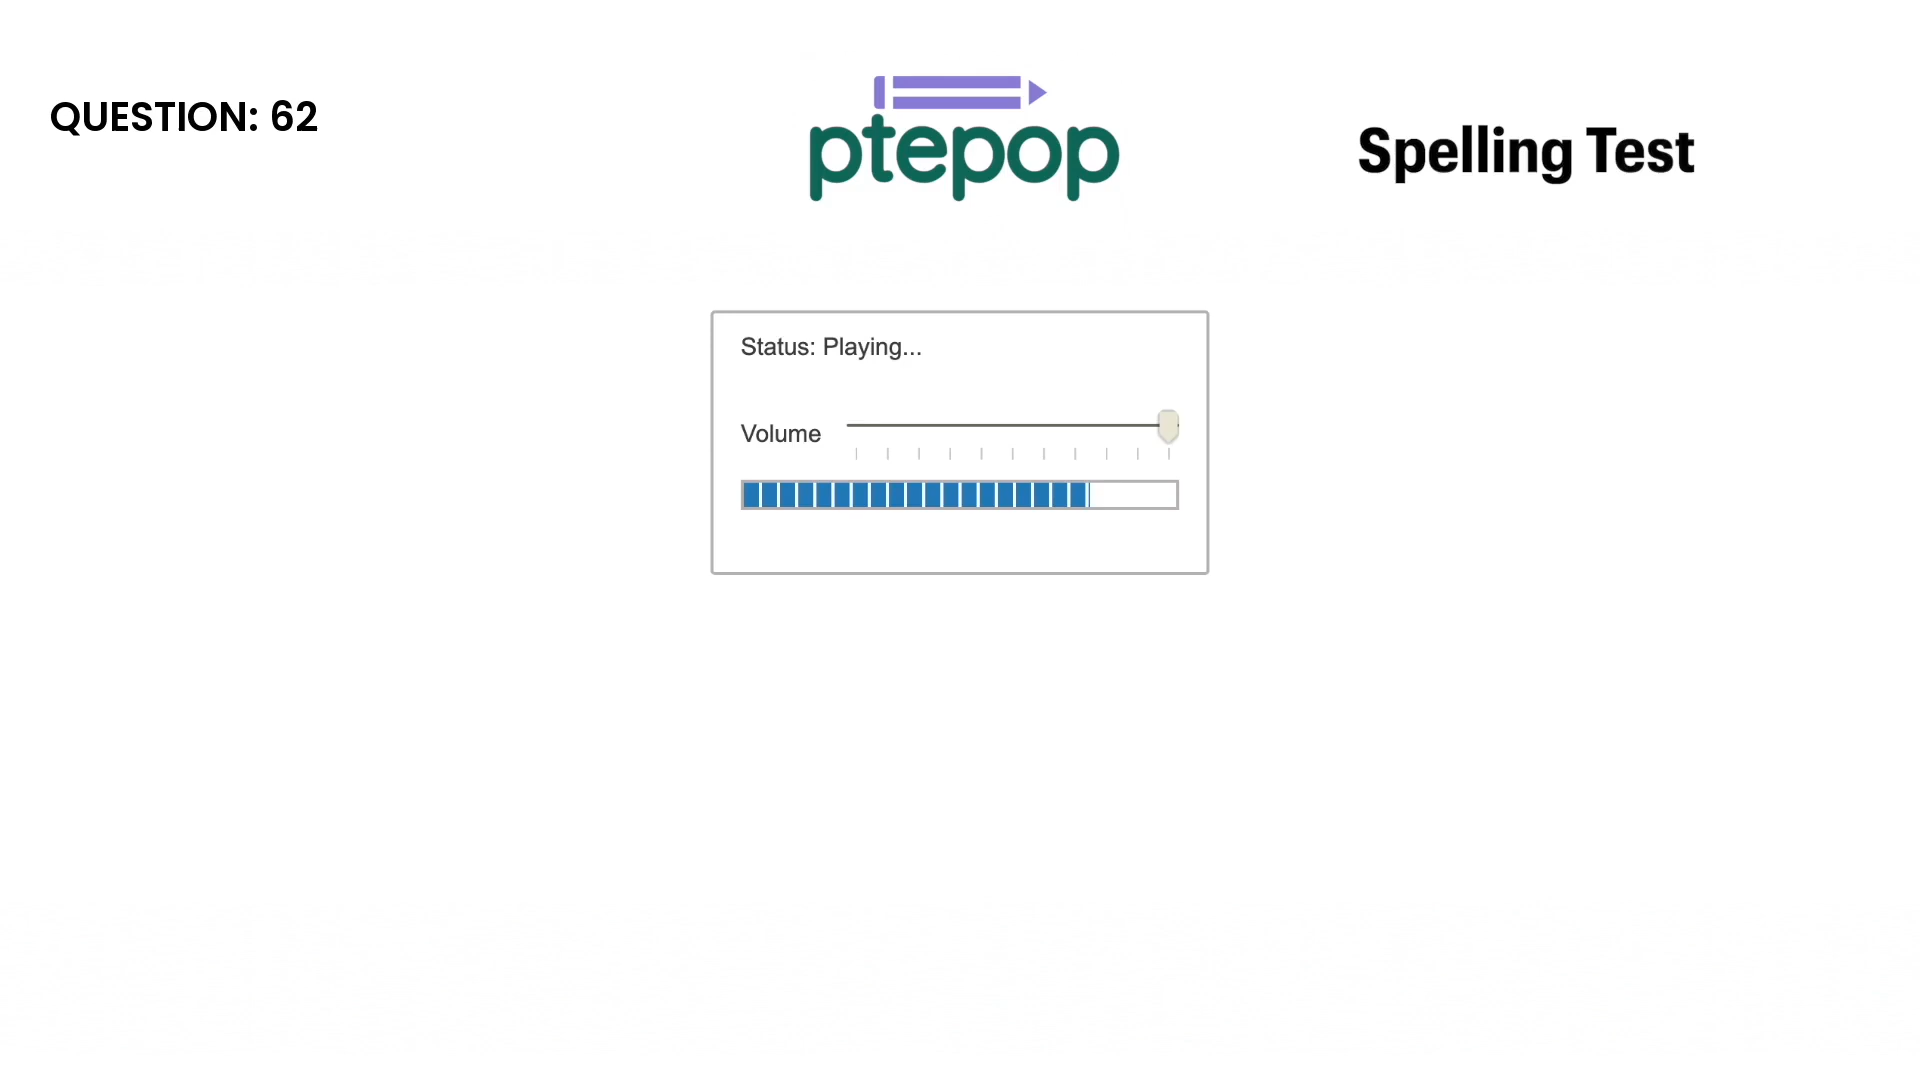 QUESTION: 62
ptepop
Spelling Test
Status: Playing...
Volume